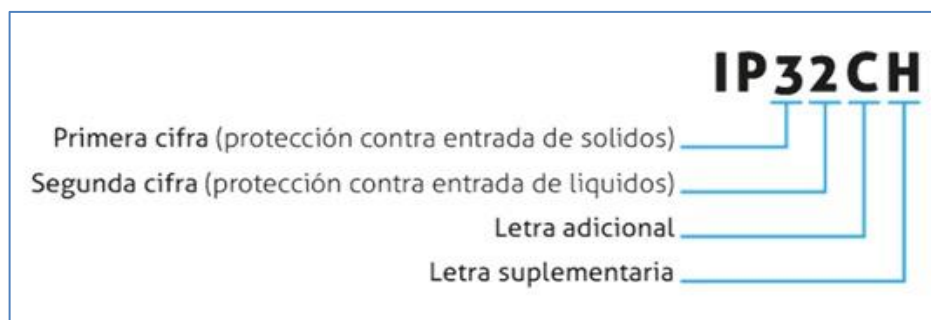 IP32CH
Primera cifra (protección contra entrada de solidos)
Segunda cifra (protección contra entrada de liquidos)
Letra adicional
Letra suplementaria